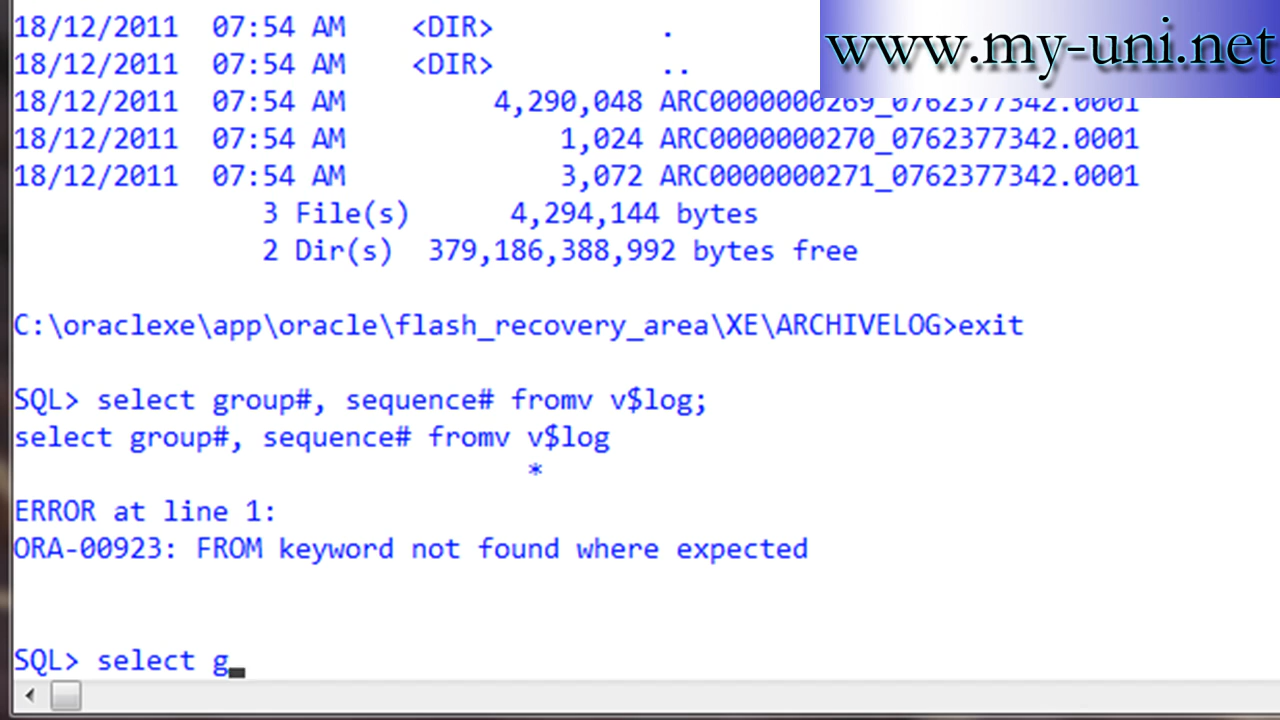 18/12/2011  07:54 AM    <DIR>          .
www.my-uni.net
18/12/2011  07:54 AM    <DIR>          ..
18/12/2011  07:54 AM         4,290,048 ARC0000000269_0762377342.0001
18/12/2011  07:54 AM             1,024 ARC0000000270_0762377342.0001
18/12/2011  07:54 AM             3,072 ARC0000000271_0762377342.0001
               3 File(s)      4,294,144 bytes
               2 Dir(s)  379,186,388,992 bytes free
C:\oraclexe\app\oracle\flash_recovery_area\XE\ARCHIVELOG>exit
SQL> select group#, sequence# fromv v$log;
select group#, sequence# fromv v$log
                               *
ERROR at line 1:
ORA-00923: FROM keyword not found where expected
SQL> select g